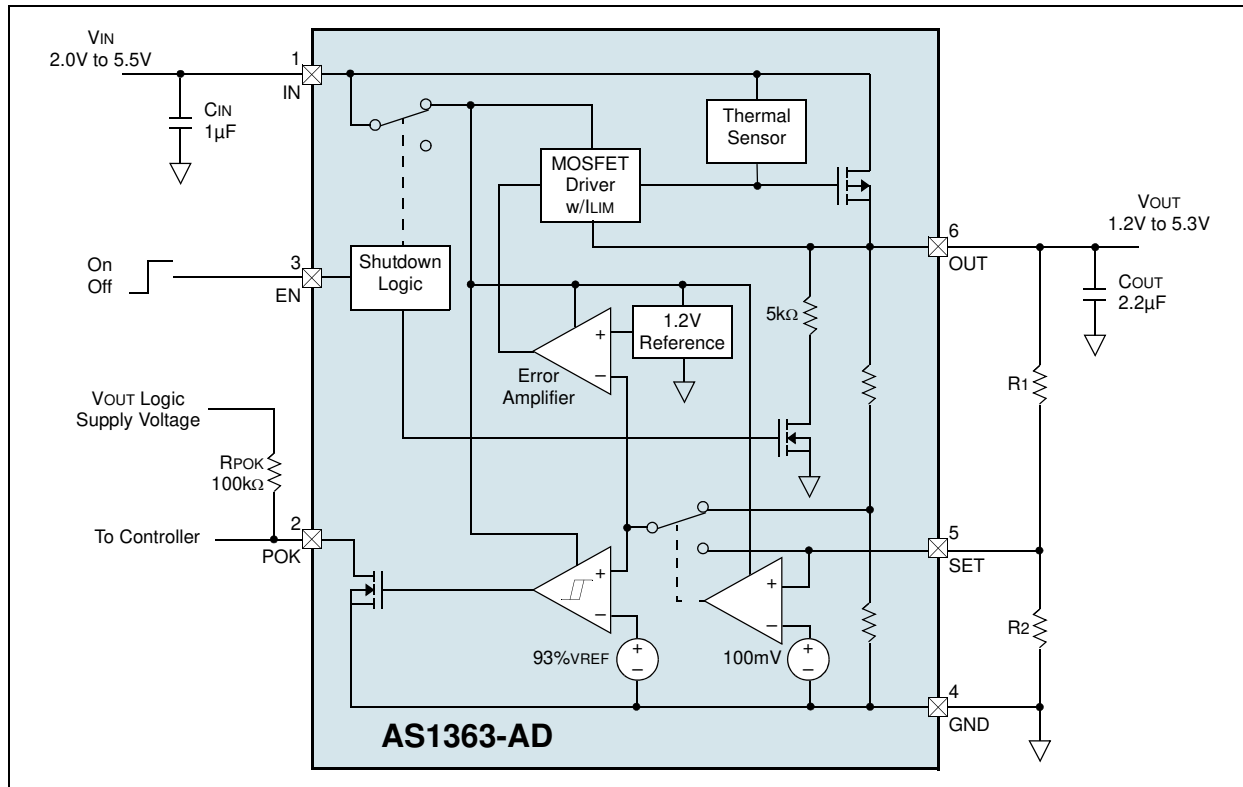 VIN
2.0V to 5.5V
1
IN
CIN
1µF
Thermal
Sensor
MOSFET
Driver
w/ILIM
VOUT
1.2V to 5.3V
6
OUT
On
Off
3
EN
Shutdown
Logic
COUT
2.2µF
5kΩ
1.2V
Reference
+
−
Error
Amplifier
R1
VOUT Logic
Supply Voltage
RPOK
100kΩ
To Controller
2
POK
5
SET
+
−
+
−
R2
93%VREF
+
−
100mV
+
−
4
GND
AS1363-AD